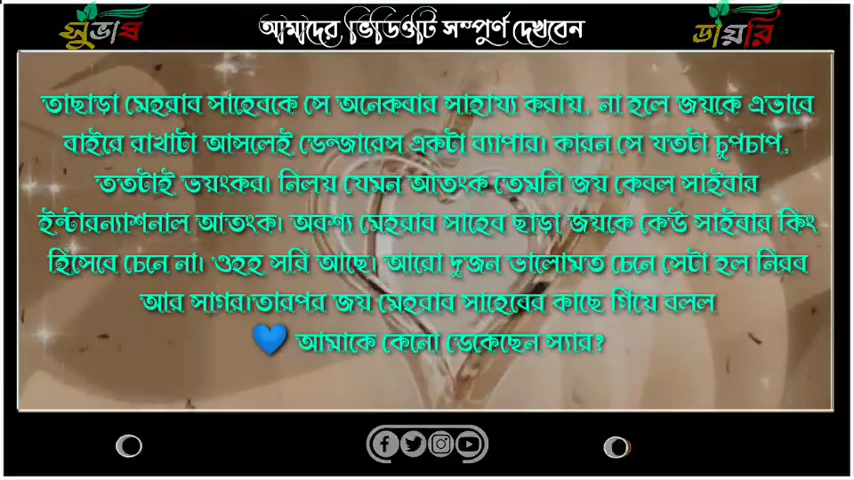 সুভাষ
আমাদের ভিডিওটি সম্পুর্ণ দেখবেন
ডায়রি
তাছাড়া মেহরাব সাহেবকে সে অনেকবার সাহায্য করায়, না হলে জয়কে এভাবে
বাইরে রাখাটা আসলেই ডেন্জারেস একটা ব্যাপার। কারন সে যতটা চুপচাপ,
ততটাই ভয়ংকর। নিলয় যেমন আতংক তেমনি জয় কেবল সাইবার
ইন্টারন্যাশনাল আতংক। অবশ্য মেহরাব সাহেব ছাড়া জয়কে কেউ সাইবার কিং
হিসেবে চেনে না। ওহহ সরি আছে। আরো দু'জন ভালোমত চেনে সেটা হল নিরব
আর সাগর।তারপর জয় মেহরাব সাহেবের কাছে গিয়ে বলল
💙 আমাকে কেনো ডেকেছেন স্যার?